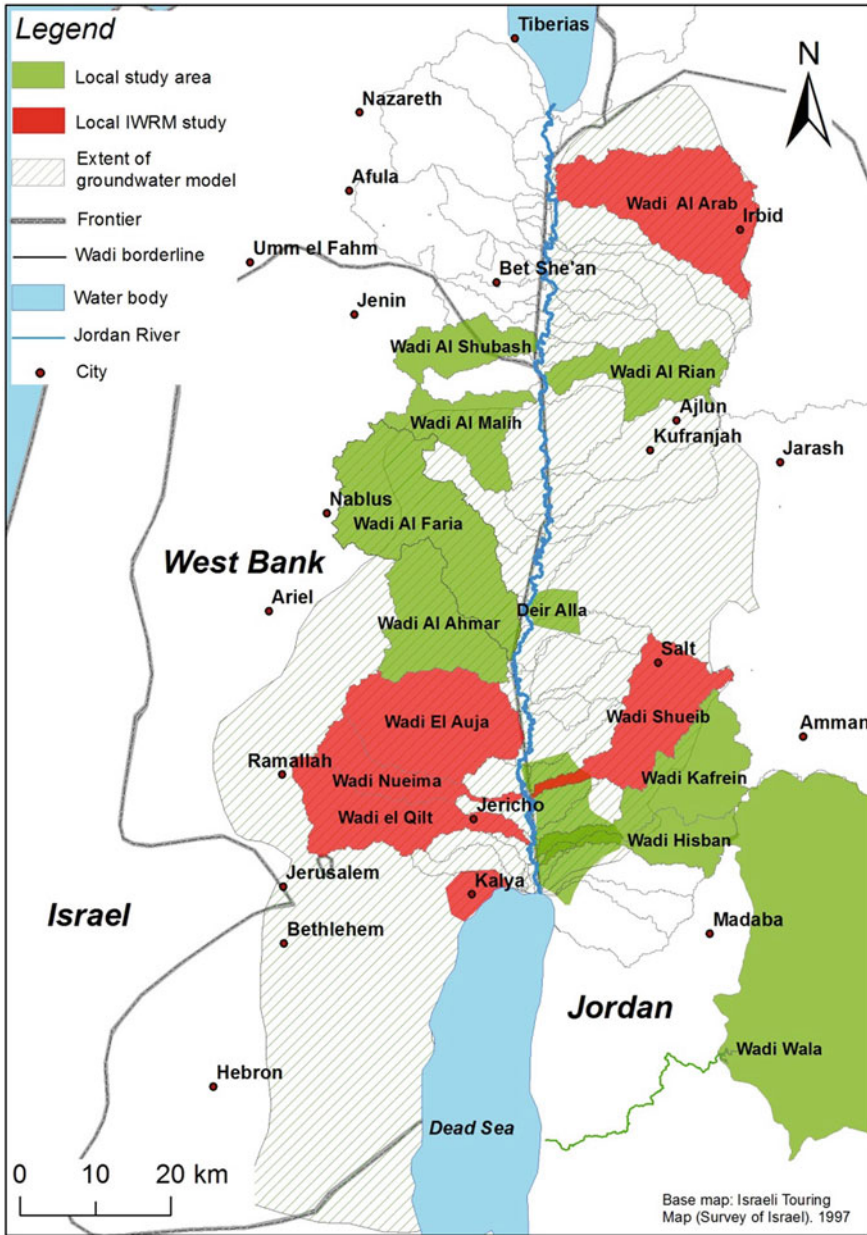 Legend
Local study area
Local IWRM study
Extent of
groundwater model
Frontier
Wadi borderline
Water body
Jordan River
City
Tiberias
N
Nazareth
Afula
Wadi Al Arab
Irbid
Umm el Fahm
Bet She'an
Jenin
Wadi Al Shubash
Wadi Al Rian
Wadi Al Malih
Ajlun
Kufranjah
Jarash
Nablus
Wadi Al Faria
West Bank
Ariel
Deir Alla
Wadi Al Ahmar
Salt
Wadi El Auja
Wadi Shueib
Amman
Ramallah
Wadi Nueima
Wadi Kafrein
Wadi el Qilt
Jericho
Wadi Hisban
Jerusalem
Kalya
Israel
Bethlehem
Madaba
Jordan
Wadi Wala
Hebron
Dead Sea
0 10 20 km
Base map: Israeli Touring
Map (Survey of Israel). 1997